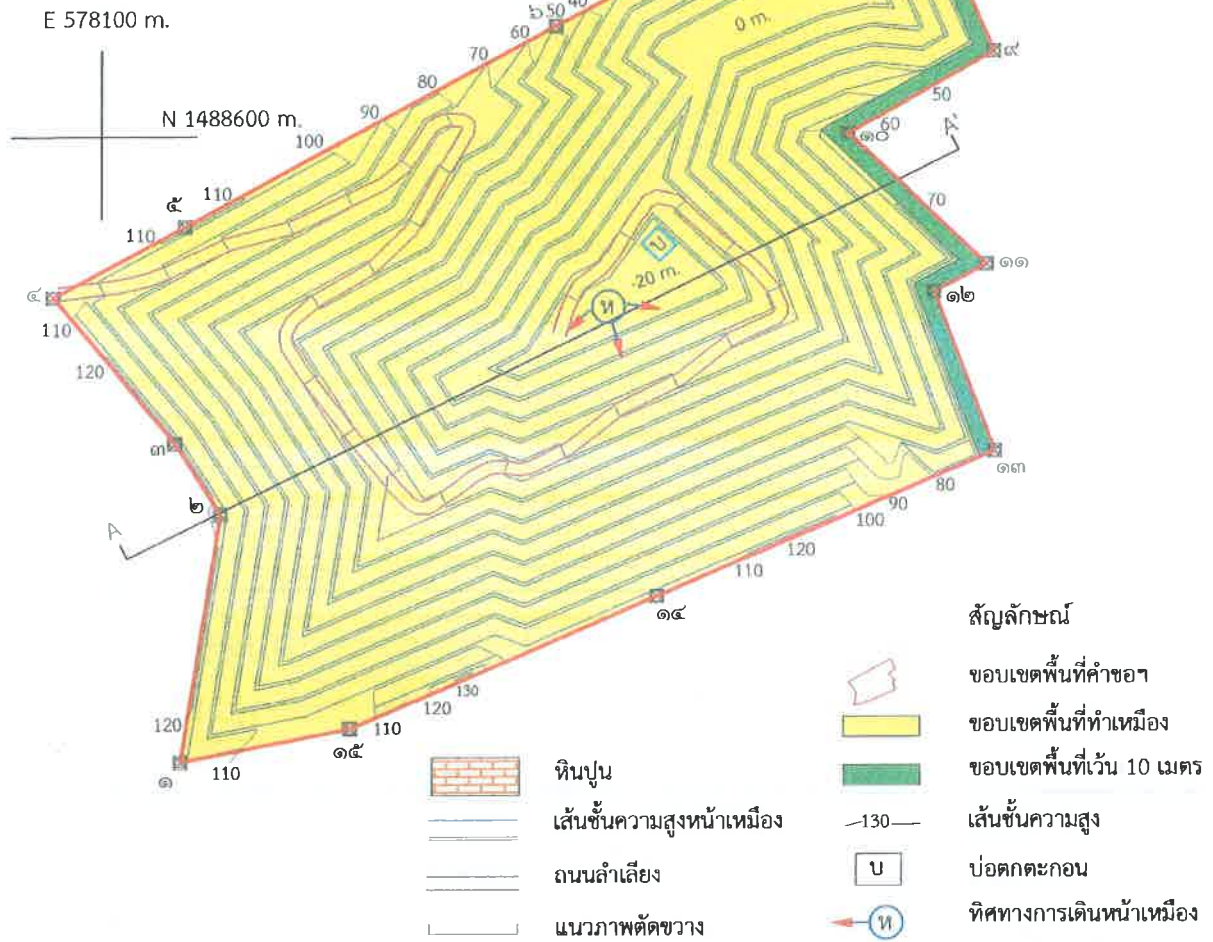 E 578100 m.
N 1488600 m.
๖
50
40
60
70
80
90
100
110
๕
110
๔
110
120
๓
๒
A
120
๑
110
๑๕
110
120
130
๑๔
110
120
100
90
80
๑๓
๑๒
๑๑
70
A'
๑๐
60
50
๙
0 m.
บ
-20 m.
ห
สัญลักษณ์
ขอบเขตพื้นที่คำขอฯ
ขอบเขตพื้นที่ทำเหมือง
หินปูน
ขอบเขตพื้นที่เว้น 10 เมตร
เส้นชั้นความสูงหน้าเหมือง
130
เส้นชั้นความสูง
ถนนลำเลียง
บ
บ่อตกตะกอน
แนวภาพตัดขวาง
ห
ทิศทางการเดินหน้าเหมือง